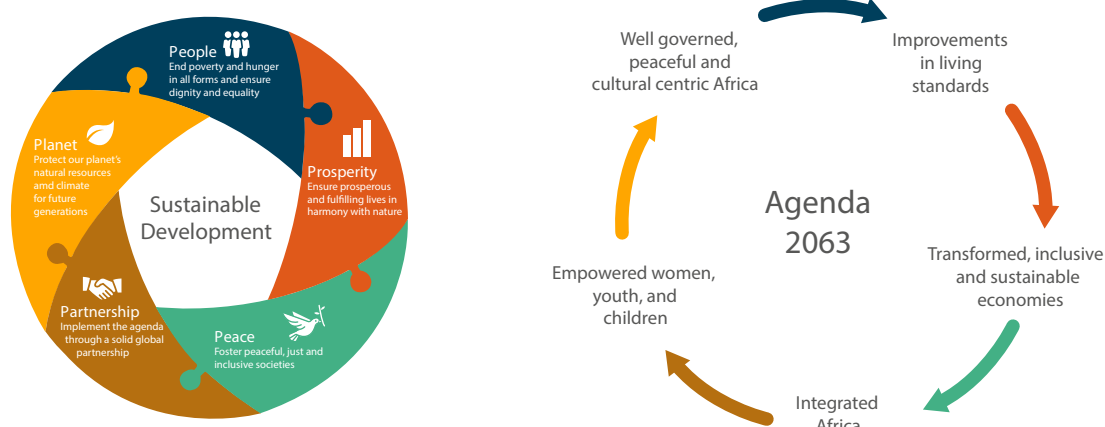 People
End poverty and hunger
in all forms and ensure
dignity and equality
Planet
Protect our planet's
natural resources
amd climate
for future
generations
Prosperity
Ensure prosperous
and fulfilling lives in
harmony with nature
Sustainable
Development
Partnership
Implement the agenda
through a solid global
partnership
Peace
Foster peaceful, just and
inclusive societies
Well governed,
peaceful and
cultural centric Africa
Improvements
in living
standards
Agenda
2063
Transformed, inclusive
and sustainable
economies
Empowered women,
youth, and
children
Integrated
Africa